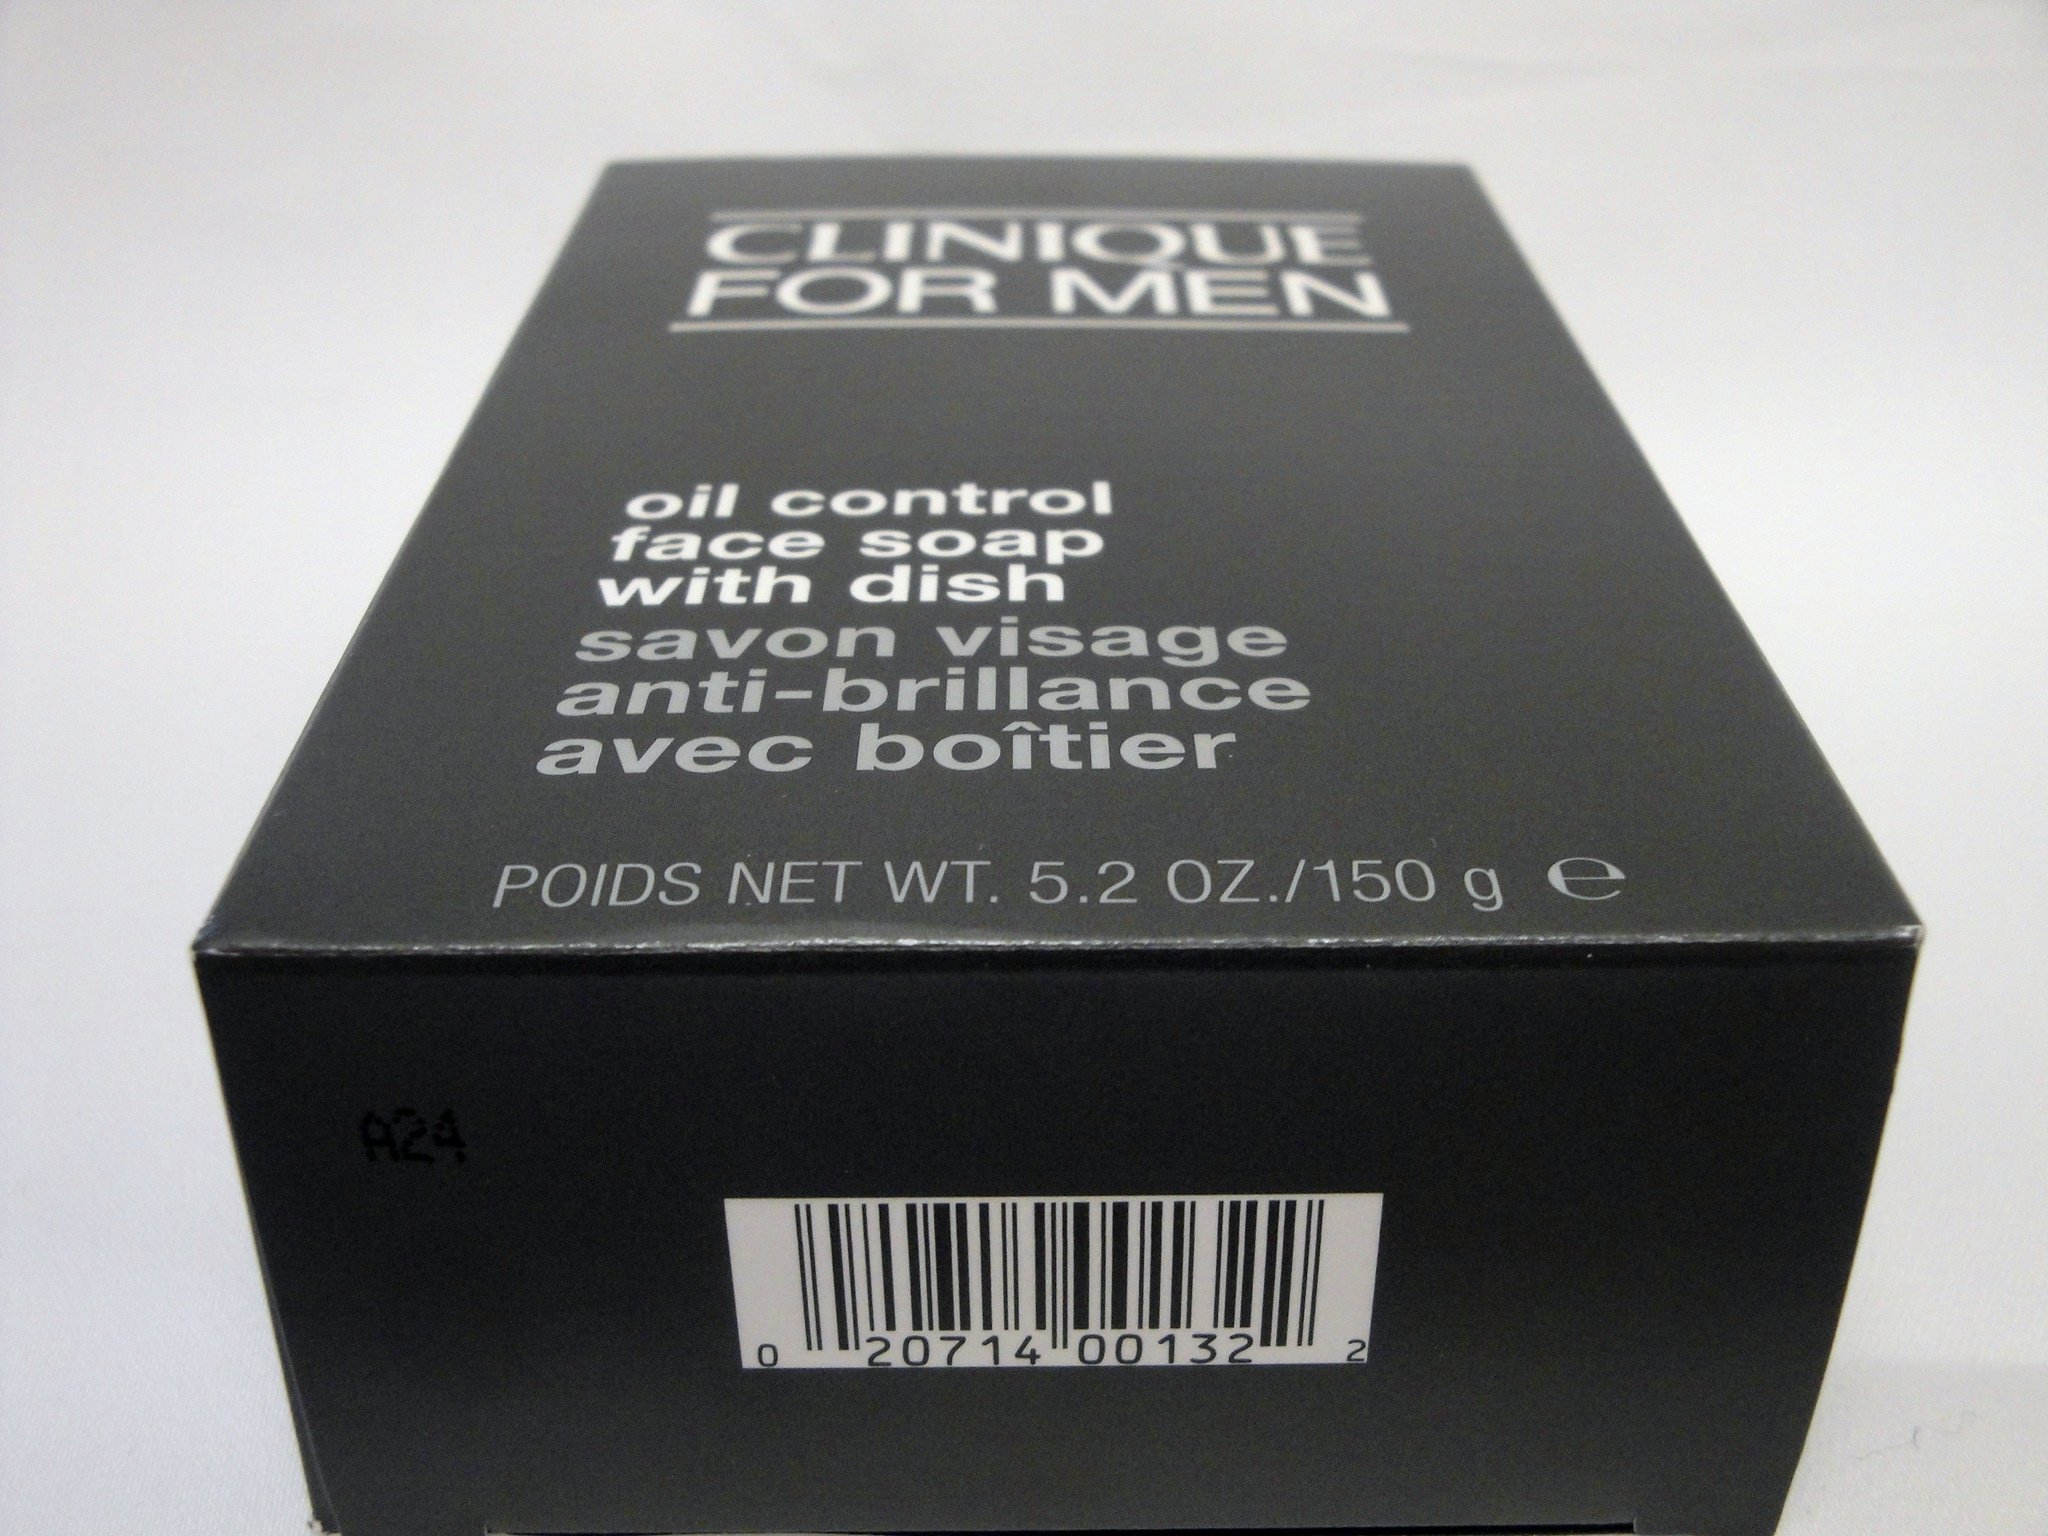 CLINIQUE
FOR MEN
oil control
face soap
with dish
savon visage
anti-brillance
avec boîtier
POIDS NET WT. 5.2 OZ./150 g ℮
A24
0 20714 00132 2